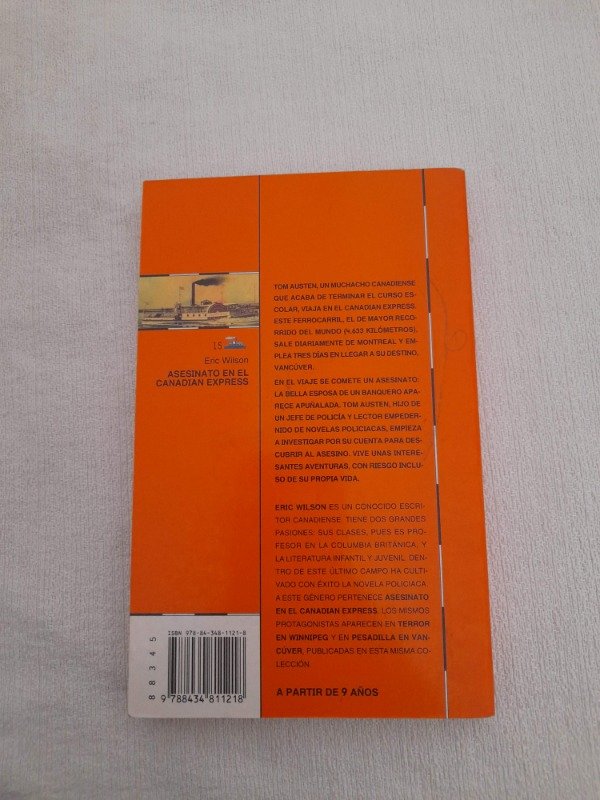 15
Eric Wilson
ASESINATO EN EL
CANADIAN EXPRESS
TOM AUSTEN, UN MUCHACHO CANADIENSE
QUE ACABA DE TERMINAR EL CURSO ES-
COLAR, VIAJA EN EL CANADIAN EXPRESS.
ESTE FERROCARRIL, EL DE MAYOR RECO-
RRIDO DEL MUNDO (4.633 KILÓMETROS),
SALE DIARIAMENTE DE MONTREAL Y EM-
PLEA TRES DÍAS EN LLEGAR A SU DESTINO,
VANCÚVER.
EN EL VIAJE SE COMETE UN ASESINATO:
LA BELLA ESPOSA DE UN BANQUERO APA-
RECE APUÑALADA. TOM AUSTEN, HIJO DE
UN JEFE DE POLICÍA Y LECTOR EMPEDER-
NIDO DE NOVELAS POLICIACAS, EMPIEZA
A INVESTIGAR POR SU CUENTA PARA DES-
CUBRIR AL ASESINO. VIVE UNAS INTERE-
SANTES AVENTURAS, CON RIESGO INCLU-
SO DE SU PROPIA VIDA.
ERIC WILSON ES UN CONOCIDO ESCRI-
TOR CANADIENSE. TIENE DOS GRANDES
PASIONES: SUS CLASES, PUES ES PRO-
FESOR EN LA COLUMBIA BRITÁNICA, Y
LA LITERATURA INFANTIL Y JUVENIL. DEN-
TRO DE ESTE ÚLTIMO CAMPO HA CULTI-
VADO CON ÉXITO LA NOVELA POLICIACA.
A ESTE GÉNERO PERTENECE ASESINATO
EN EL CANADIAN EXPRESS. LOS MISMOS
PROTAGONISTAS APARECEN EN TERROR
EN WINNIPEG Y EN PESADILLA EN VAN-
CÚVER, PUBLICADAS EN ESTA MISMA CO-
LECCIÓN.
A PARTIR DE 9 AÑOS
ISBN 978-84-348-1121-8
88345
9 788434 811218